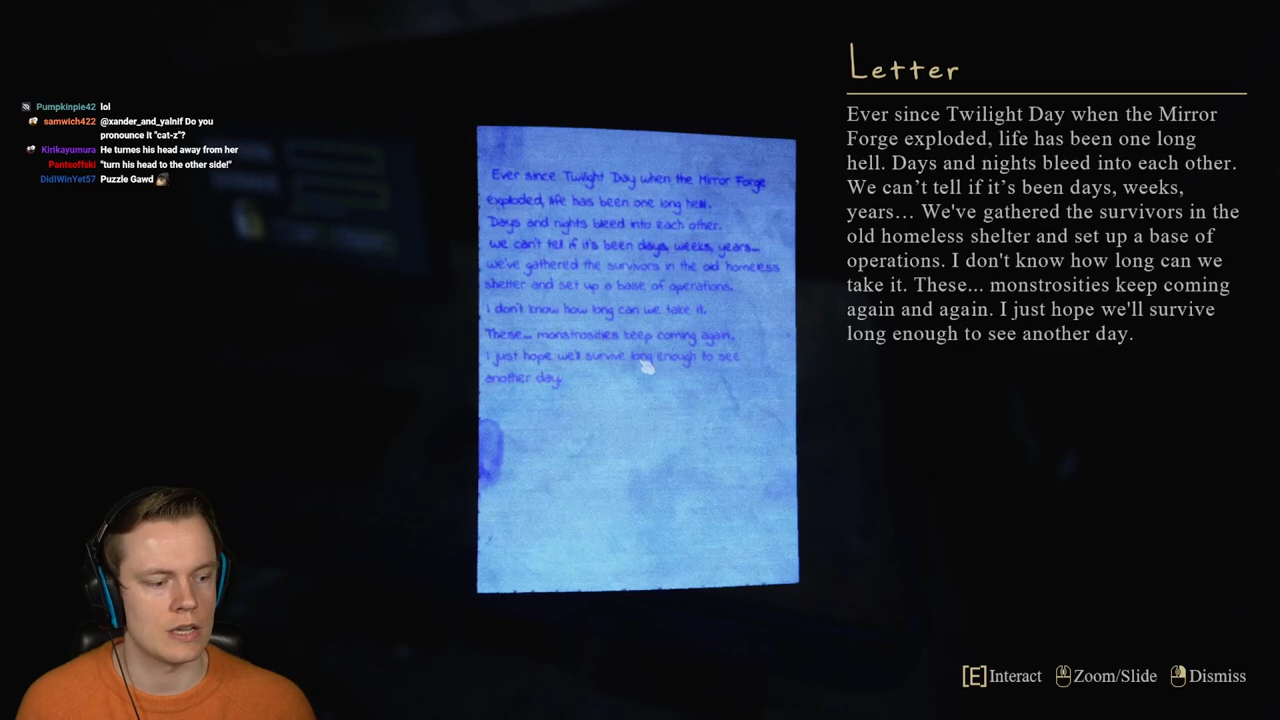 Pumpkinpie42 lol
samwich422 @xander_and_yalnif Do you
pronounce it "cat-z"?
Kirikayumura He turnes his head away from her
Pantsoffski "turn his head to the other side!"
DidIWinYet57 Puzzle Gawd
Ever since Twilight Day when the Mirror Forge
exploded, life has been one long hell.
Days and nights bleed into each other.
we can't tell if it's been days, weeks, years...
we've gathered the survivors in the old homeless
shelter and set up a base of operations.
I don't know how long can we take it.
These... monstrosities keep coming again.
I just hope we'll survive long enough to see
another day.
Letter
Ever since Twilight Day when the Mirror
Forge exploded, life has been one long
hell. Days and nights bleed into each other.
We can't tell if it's been days, weeks,
years... We've gathered the survivors in the
old homeless shelter and set up a base of
operations. I don't know how long can we
take it. These... monstrosities keep coming
again and again. I just hope we'll survive
long enough to see another day.
[E]Interact Zoom/Slide Dismiss